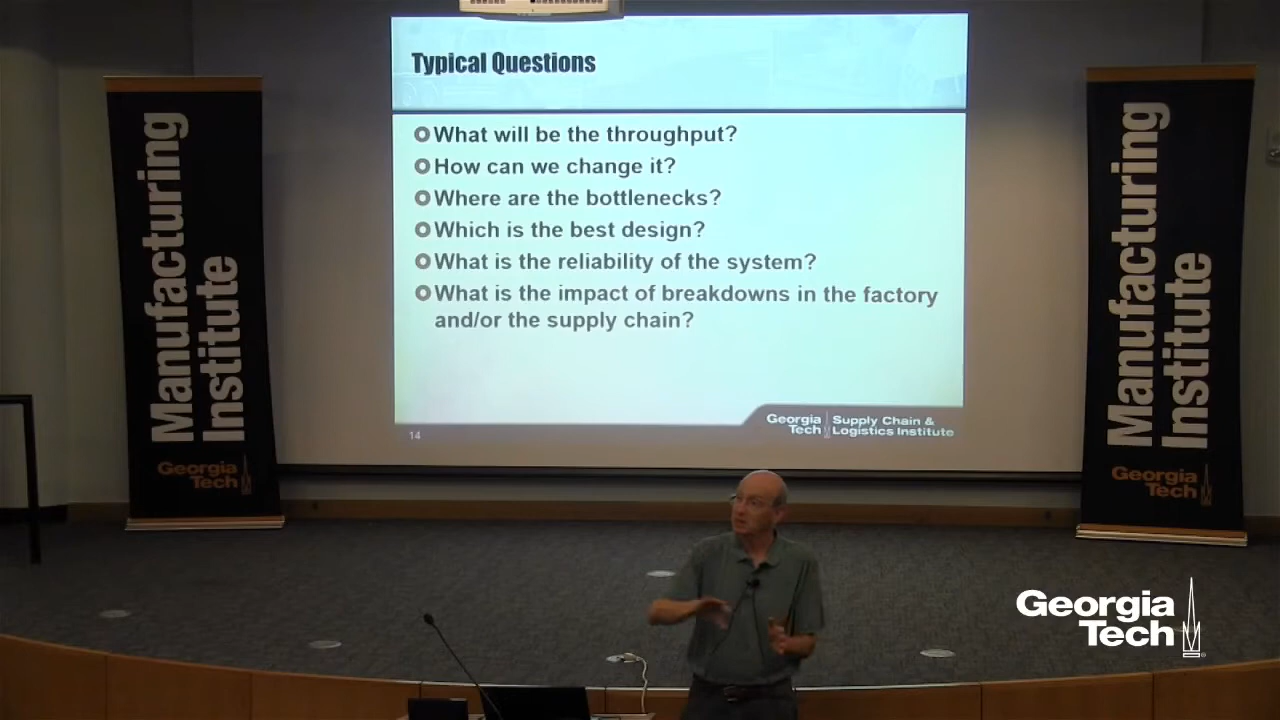 Typical Questions
What will be the throughput?
How can we change it?
Where are the bottlenecks?
Which is the best design?
What is the reliability of the system?
What is the impact of breakdowns in the factory
and/or the supply chain?
14
Georgia
Tech
Supply Chain &
Logistics Institute
Manufacturing
Institute
Georgia
Tech
Manufacturing
Institute
Georgia
Tech
Georgia
Tech